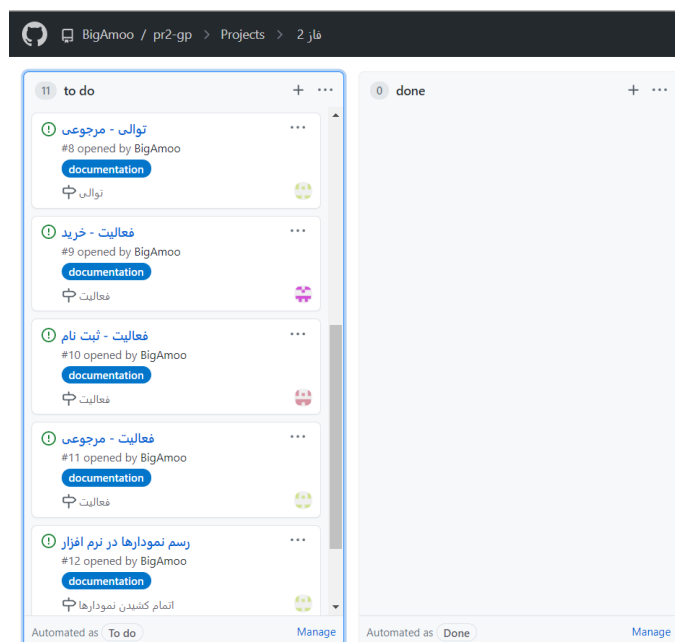 BigAmoo / pr2-gp > Projects > فاز 2
11 to do
توالی - مرجوعی
#8 opened by BigAmoo
documentation
توالی
فعالیت - خرید
#9 opened by BigAmoo
documentation
فعالیت
فعالیت - ثبت نام
#10 opened by BigAmoo
documentation
فعالیت
فعالیت - مرجوعی
#11 opened by BigAmoo
documentation
فعالیت
رسم نمودارها در نرم افزار
#12 opened by BigAmoo
documentation
اتمام کشیدن نمودارها
Automated as To do Manage
0 done
Automated as Done Manage